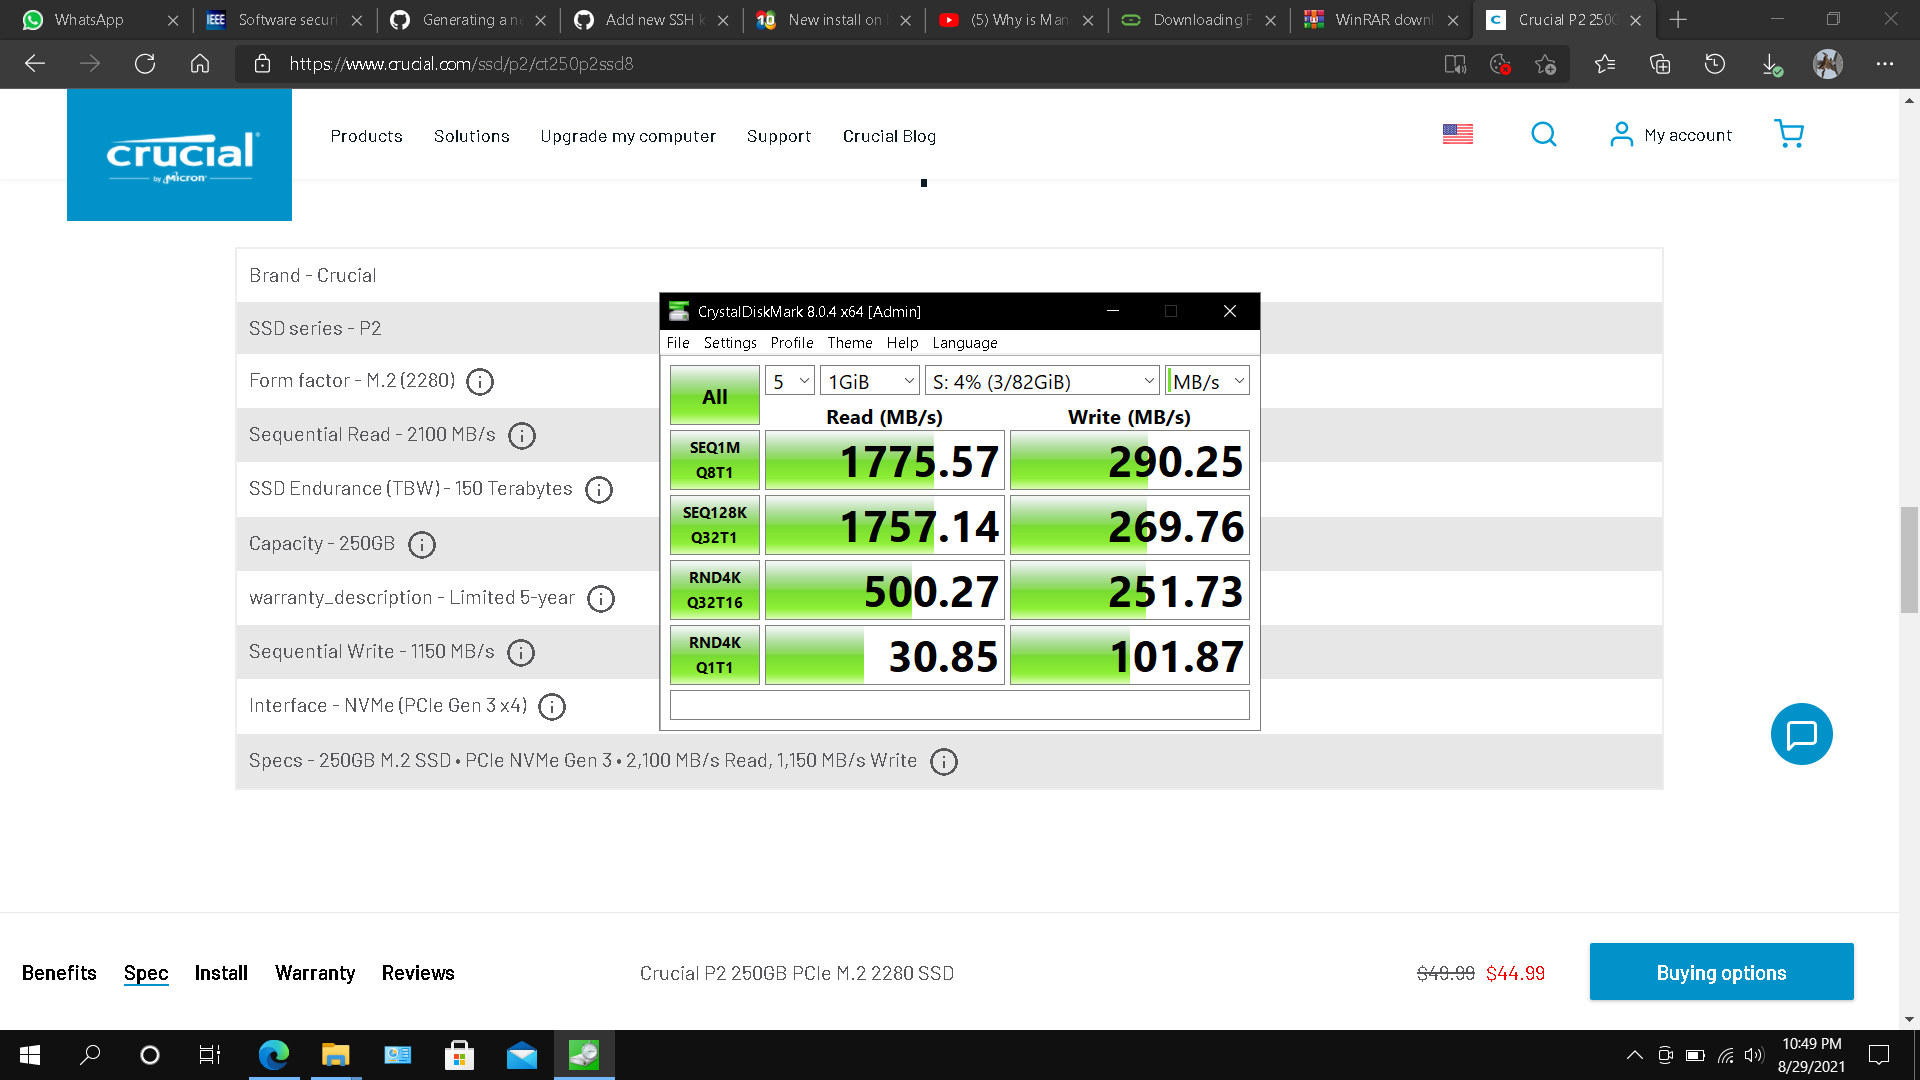 WhatsApp
Software securi
Generating a ne
Add new SSH k
New install on
(5) Why is Man
Downloading F
WinRAR downl
Crucial P2 250G
https://www.crucial.com/ssd/p2/ct250p2ssd8
crucial
by Micron
Products
Solutions
Upgrade my computer
Support
Crucial Blog
My account
Brand - Crucial
SSD series - P2
Form factor - M.2 (2280)
Sequential Read - 2100 MB/s
SSD Endurance (TBW) - 150 Terabytes
Capacity - 250GB
warranty_description - Limited 5-year
Sequential Write - 1150 MB/s
Interface - NVMe (PCIe Gen 3 x4)
Specs - 250GB M.2 SSD • PCIe NVMe Gen 3 • 2,100 MB/s Read, 1,150 MB/s Write
CrystalDiskMark 8.0.4 x64 [Admin]
File Settings Profile Theme Help Language
All
5
1GiB
S: 4% (3/82GiB)
MB/s
Read (MB/s)
Write (MB/s)
SEQ1M
Q8T1
1775.57
290.25
SEQ128K
Q32T1
1757.14
269.76
RND4K
Q32T16
500.27
251.73
RND4K
Q1T1
30.85
101.87
Benefits
Spec
Install
Warranty
Reviews
Crucial P2 250GB PCIe M.2 2280 SSD
$49.99 $44.99
Buying options
10:49 PM
8/29/2021